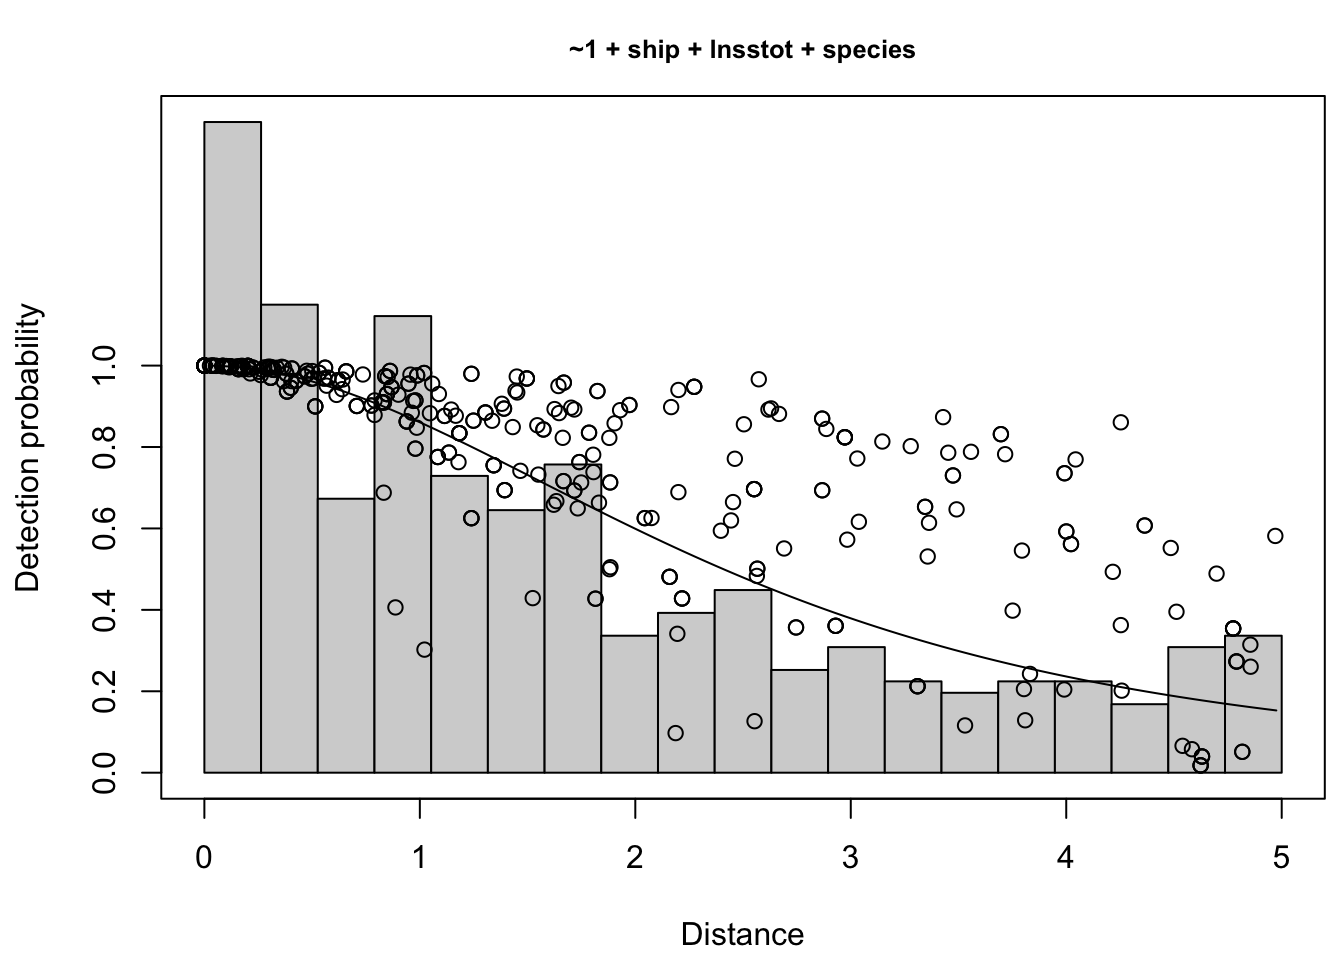 ~1 + ship + lnsstot + species
Detection probability
1.0
0.8
0.6
0.4
0.2
0.0
0 1 2 3 4 5
Distance